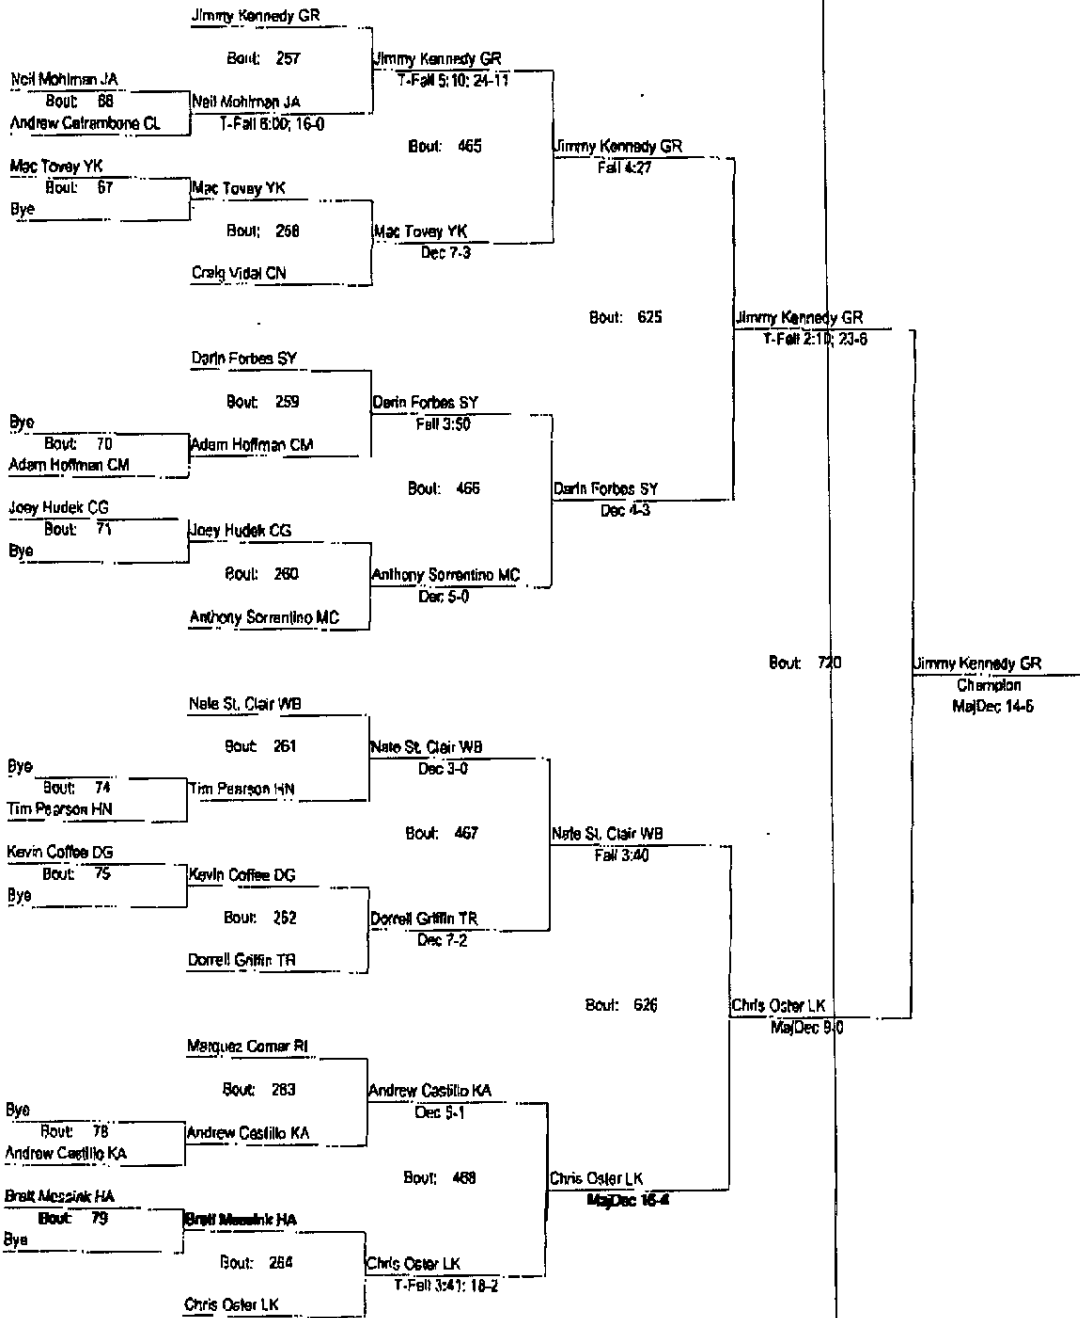 Jimmy Kennedy GR
Bout: 257
Jimmy Kennedy GR
T-Fall 5:10; 24-11
Neil Mohlman JA
Bout: 66
Andrew Catrambone CL
Neil Mohlman JA
T-Fall 6:00; 16-0
Bout: 465
Jimmy Kennedy GR
Fall 4:27
Mac Tovey YK
Bout: 67
Bye
Mac Tovey YK
Bout: 258
Mac Tovey YK
Dec 7-3
Craig Vidal CN
Bout: 625
Jimmy Kennedy GR
T-Fall 2:10; 23-6
Darin Forbes SY
Bout: 259
Darin Forbes SY
Fall 3:50
Bye
Bout: 70
Adam Hoffman CM
Adam Hoffman CM
Bout: 466
Darin Forbes SY
Dec 4-3
Joey Hudek CG
Bout: 71
Bye
Joey Hudek CG
Bout: 260
Anthony Sorrentino MC
Dec 5-0
Anthony Sorrentino MC
Bout: 720
Jimmy Kennedy GR
Champion
MajDec 14-6
Nate St. Clair WB
Bout: 261
Nate St. Clair WB
Dec 3-0
Bye
Bout: 74
Tim Pearson HN
Tim Pearson HN
Bout: 467
Nate St. Clair WB
Fall 3:40
Kevin Coffee DG
Bout: 75
Bye
Kevin Coffee DG
Bout: 262
Dorrell Griffin TR
Dec 7-2
Dorrell Griffin TR
Bout: 626
Chris Oster LK
MajDec 9-0
Marquez Comer RI
Bout: 263
Andrew Castillo KA
Dec 5-1
Bye
Bout: 78
Andrew Castillo KA
Andrew Castillo KA
Bout: 468
Chris Oster LK
MajDec 16-4
Brett Messink HA
Bout: 79
Bye
Brett Messink HA
Bout: 264
Chris Oster LK
T-Fall 3:41; 18-2
Chris Oster LK